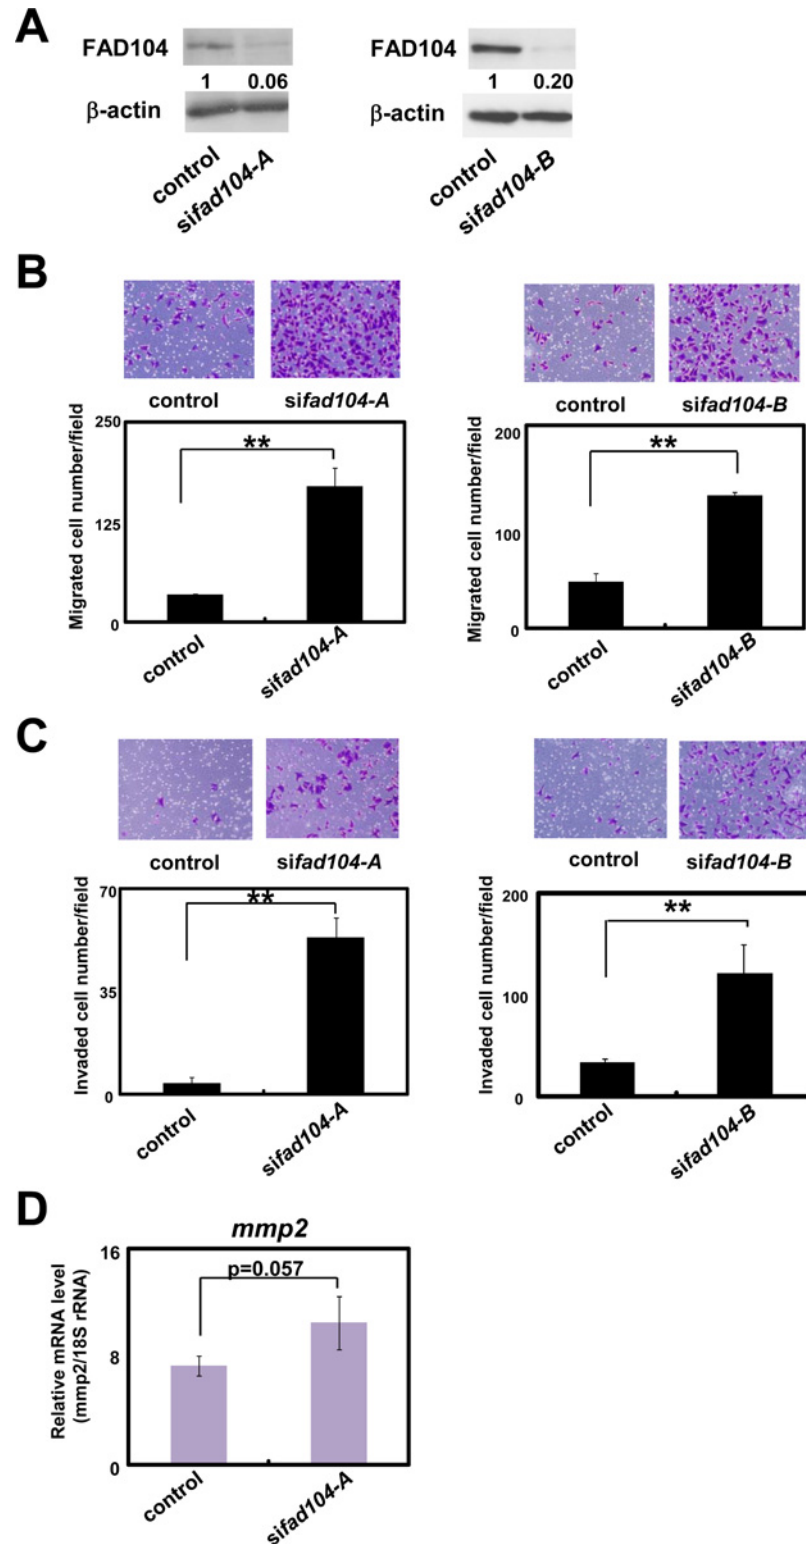 A
FAD104
1 0.06
β-actin
control
sifad104-A
FAD104
1 0.20
β-actin
control
sifad104-B
B
control sifad104-A
Migrated cell number/field
250
125
0
**
control
sifad104-A
control sifad104-B
Migrated cell number/field
200
100
0
**
control
sifad104-B
C
control sifad104-A
Invaded cell number/field
70
35
0
**
control
sifad104-A
control sifad104-B
Invaded cell number/field
200
100
0
**
control
sifad104-B
D
mmp2
Relative mRNA level
(mmp2/18S rRNA)
16
8
0
p=0.057
control
sifad104-A